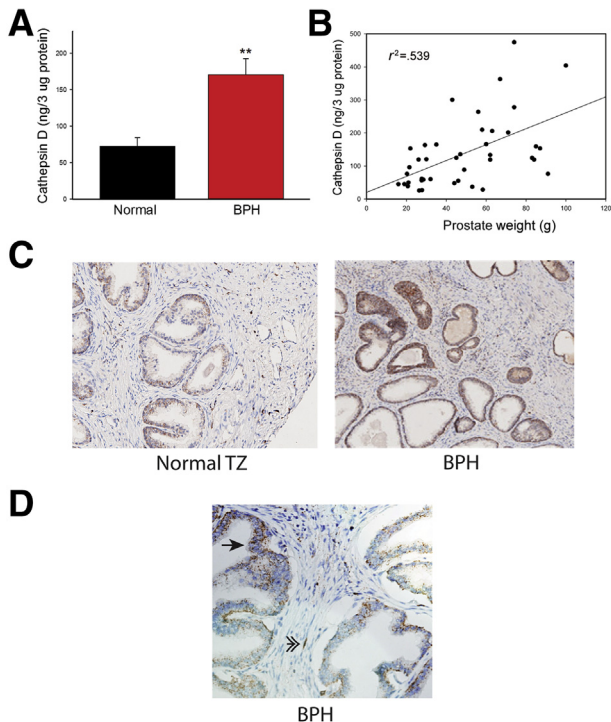 A
Cathepsin D (ng/3 ug protein)
200
150
100
50
0
**
Normal
BPH
B
Cathepsin D (ng/3 ug protein)
500
400
300
200
100
0
r²=.539
0 20 40 60 80 100 120
Prostate weight (g)
C
Normal TZ
BPH
D
BPH